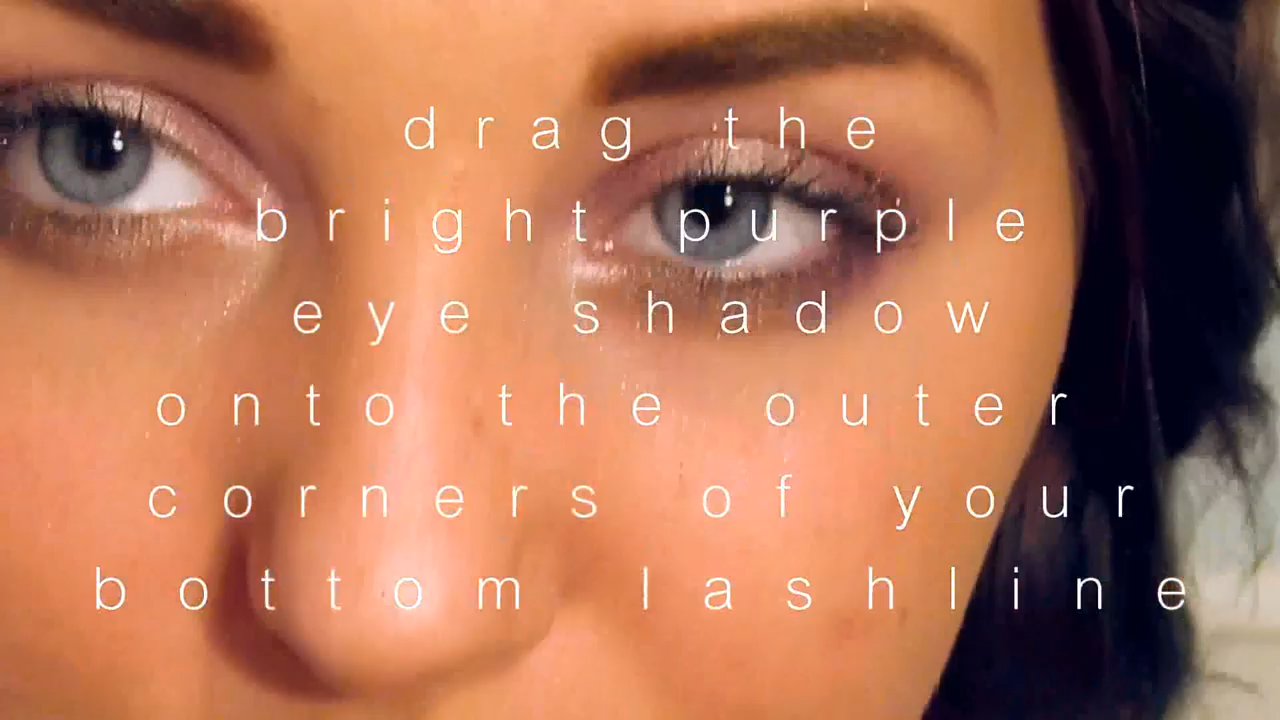 drag the
bright purple
eye shadow
onto the outer
corners of your
bottom lashline